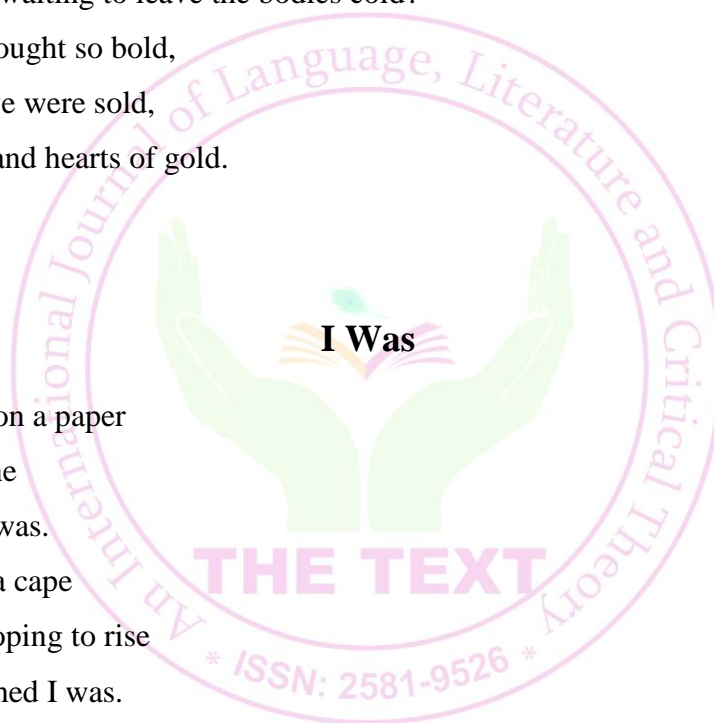 waiting to leave the bodies cold?
ought so bold,
e were sold,
and hearts of gold.
I Was
on a paper
was.
a cape
ping to rise
ned I was.
An International Journal of Language, Literature and Critical Theory
THE TEXT
* ISSN: 2581-9526 *